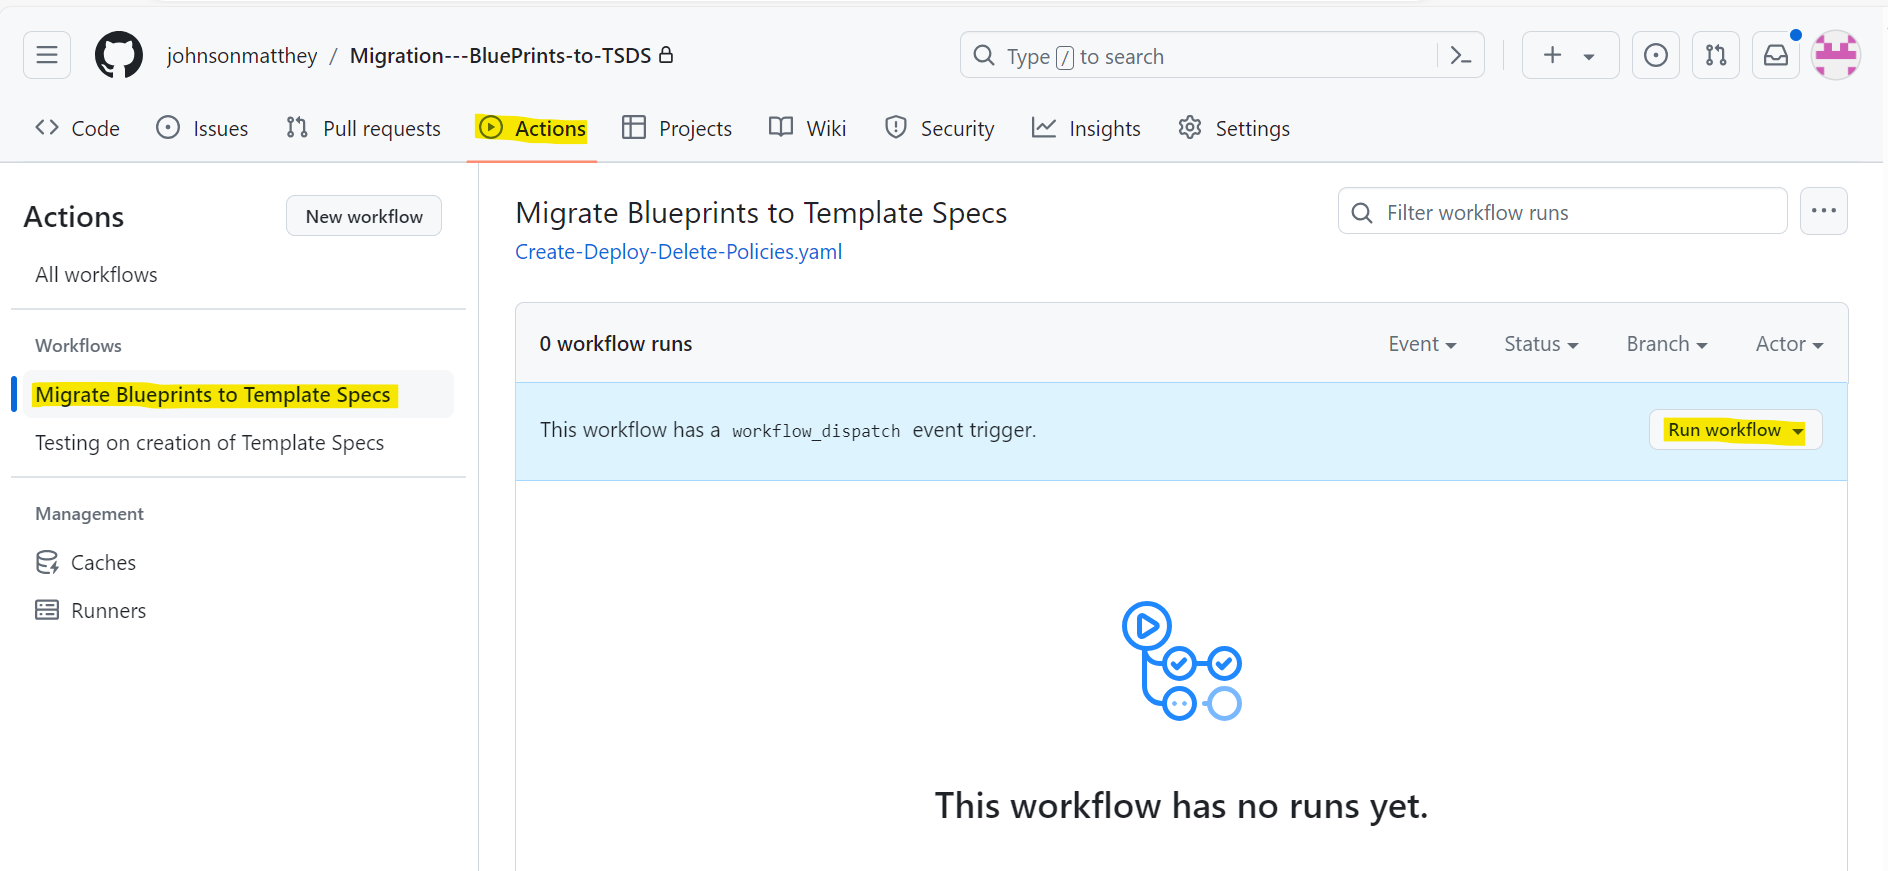 johnsonmatthey / Migration---BluePrints-to-TSDS
Type / to search
Code Issues Pull requests Actions Projects Wiki Security Insights Settings
Actions
New workflow
All workflows
Workflows
Migrate Blueprints to Template Specs
Testing on creation of Template Specs
Management
Caches
Runners
Migrate Blueprints to Template Specs
Create-Deploy-Delete-Policies.yaml
Filter workflow runs
0 workflow runs
Event Status Branch Actor
This workflow has a workflow_dispatch event trigger.
Run workflow
This workflow has no runs yet.